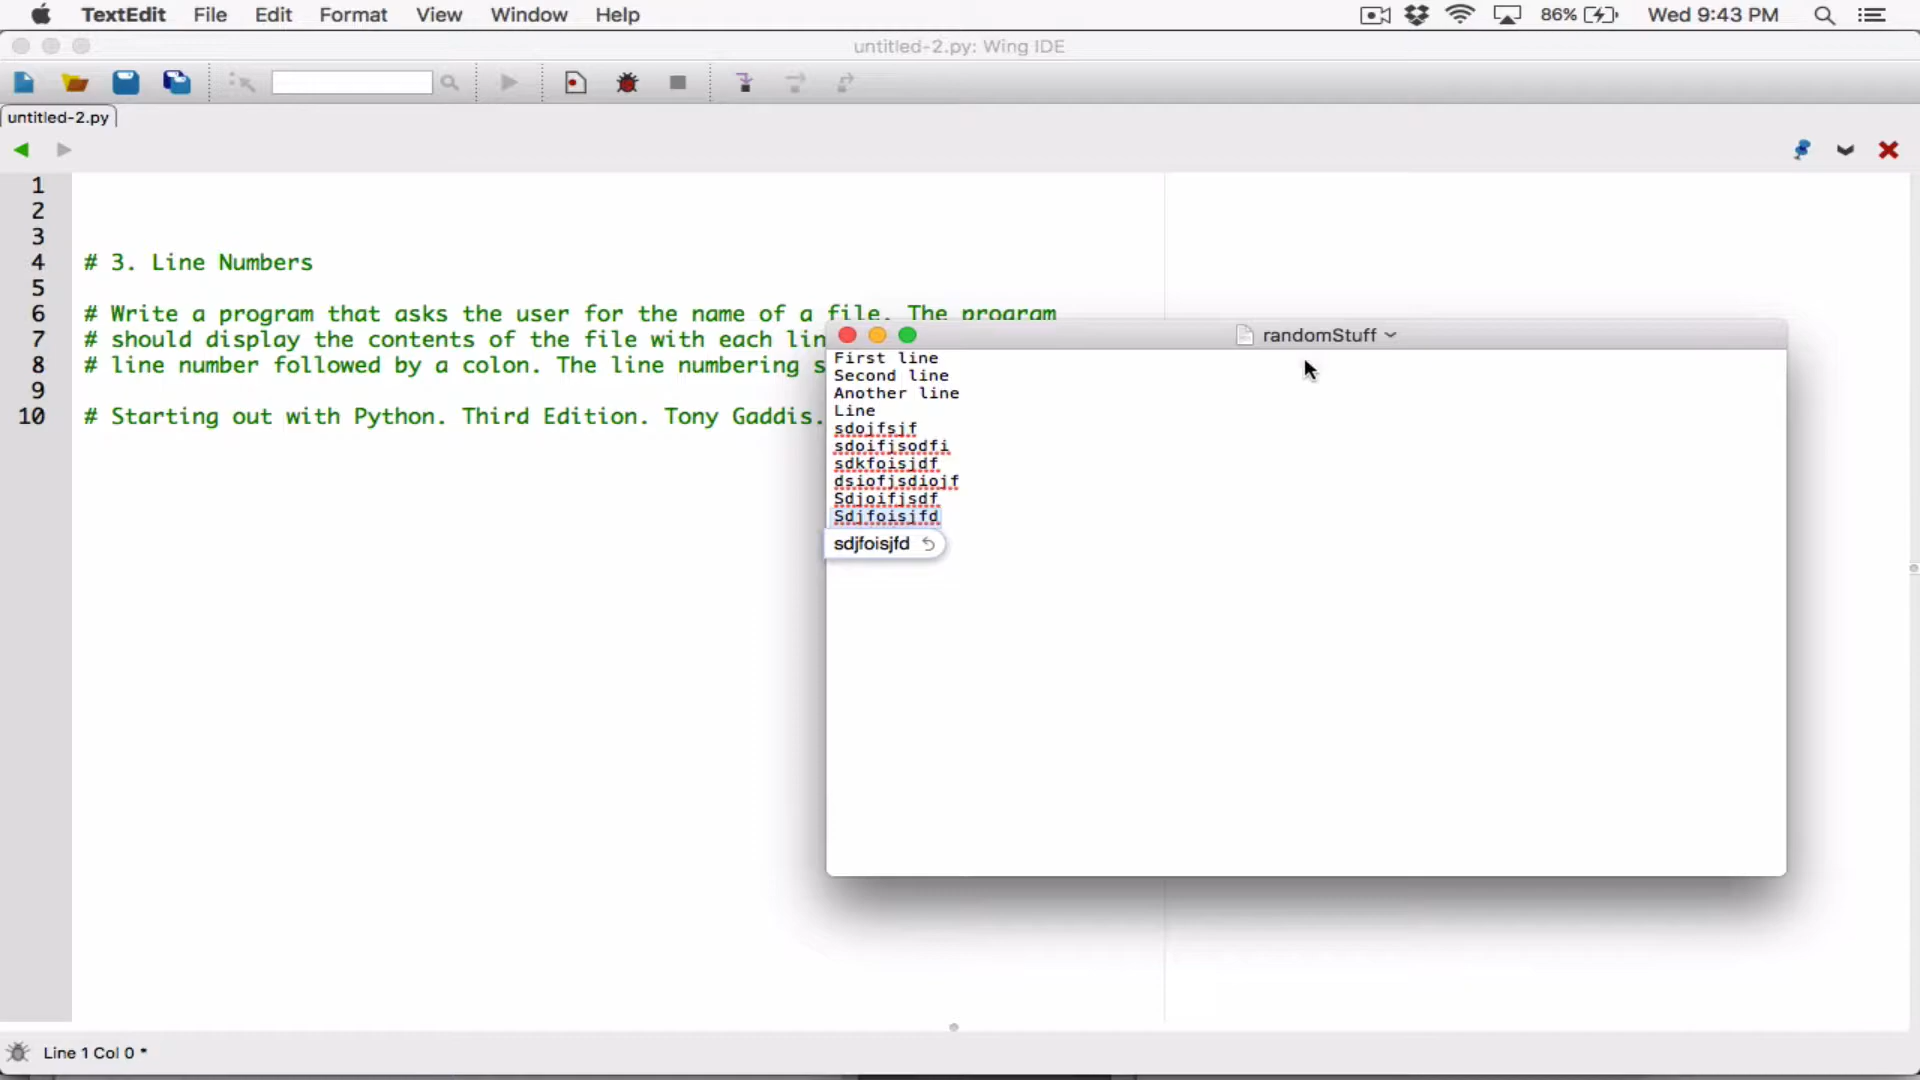 TextEdit File Edit Format View Window Help 86% Wed 9:43 PM
untitled-2.py: Wing IDE
untitled-2.py
1
2
3
4 # 3. Line Numbers
5
6 # Write a program that asks the user for the name of a file. The program
7 # should display the contents of the file with each lin
8 # line number followed by a colon. The line numbering s
9
10 # Starting out with Python. Third Edition. Tony Gaddis.
randomStuff
First line
Second line
Another line
Line
sdojfsjf
sdoifjsodfi
sdkfoisjdf
dsiofjsdiojf
Sdjoifjsdf
Sdjfoisjfd
sdjfoisjfd
Line 1 Col 0 *